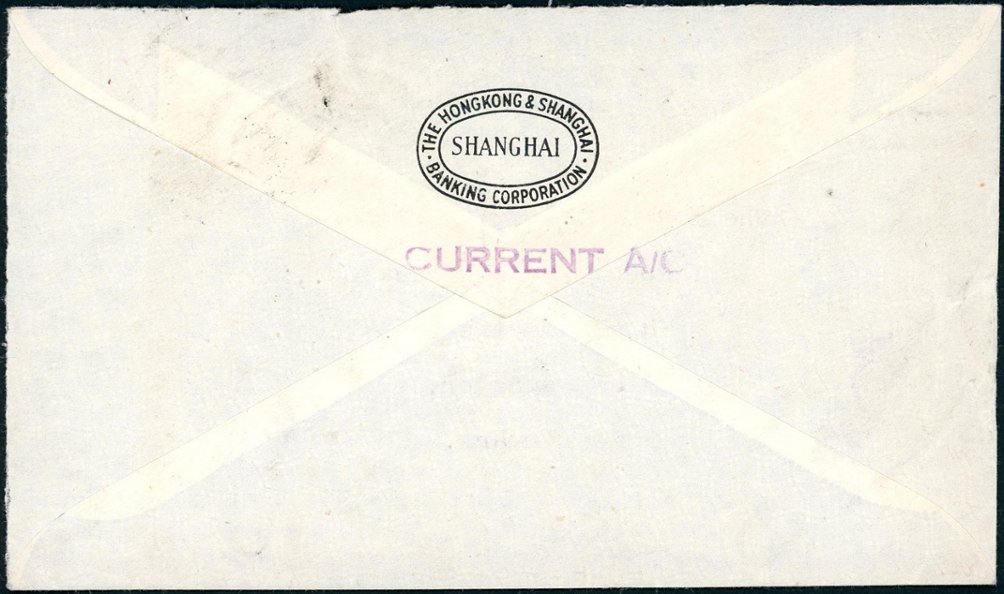 THE HONGKONG & SHANGHAI
SHANGHAI
BANKING CORPORATION
CURRENT A/C